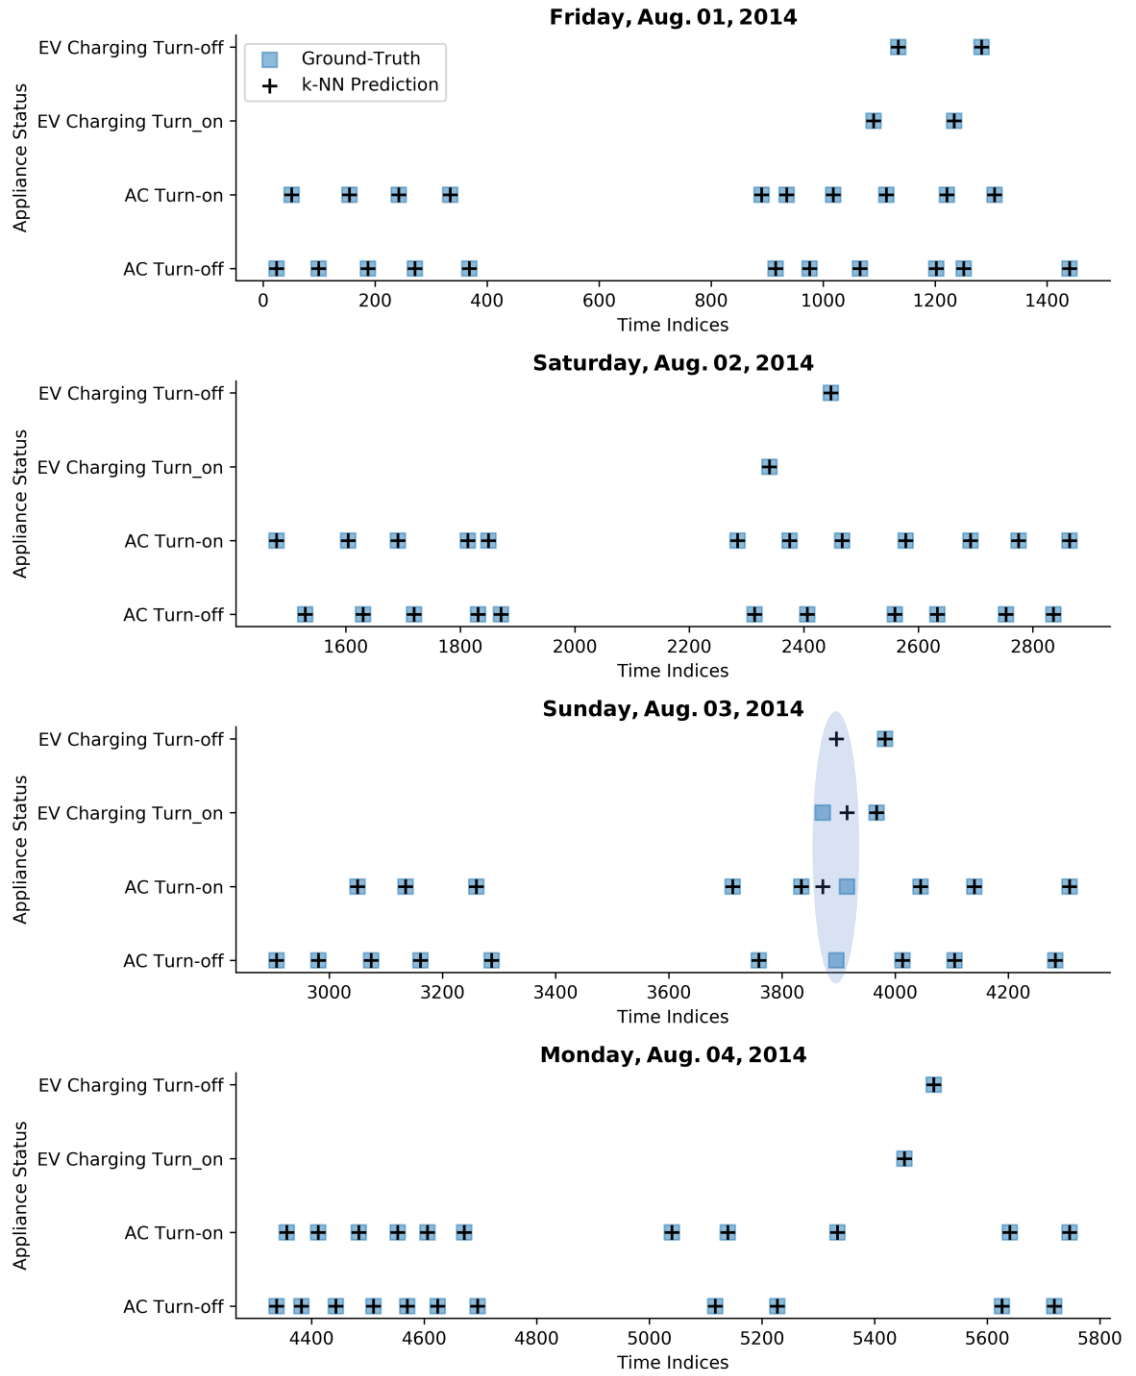 Friday, Aug. 01, 2014
Appliance Status
EV Charging Turn-off
EV Charging Turn_on
AC Turn-on
AC Turn-off
Ground-Truth
k-NN Prediction
0 200 400 600 800 1000 1200 1400
Time Indices
Saturday, Aug. 02, 2014
Appliance Status
EV Charging Turn-off
EV Charging Turn_on
AC Turn-on
AC Turn-off
1600 1800 2000 2200 2400 2600 2800
Time Indices
Sunday, Aug. 03, 2014
Appliance Status
EV Charging Turn-off
EV Charging Turn_on
AC Turn-on
AC Turn-off
3000 3200 3400 3600 3800 4000 4200
Time Indices
Monday, Aug. 04, 2014
Appliance Status
EV Charging Turn-off
EV Charging Turn_on
AC Turn-on
AC Turn-off
4400 4600 4800 5000 5200 5400 5600 5800
Time Indices